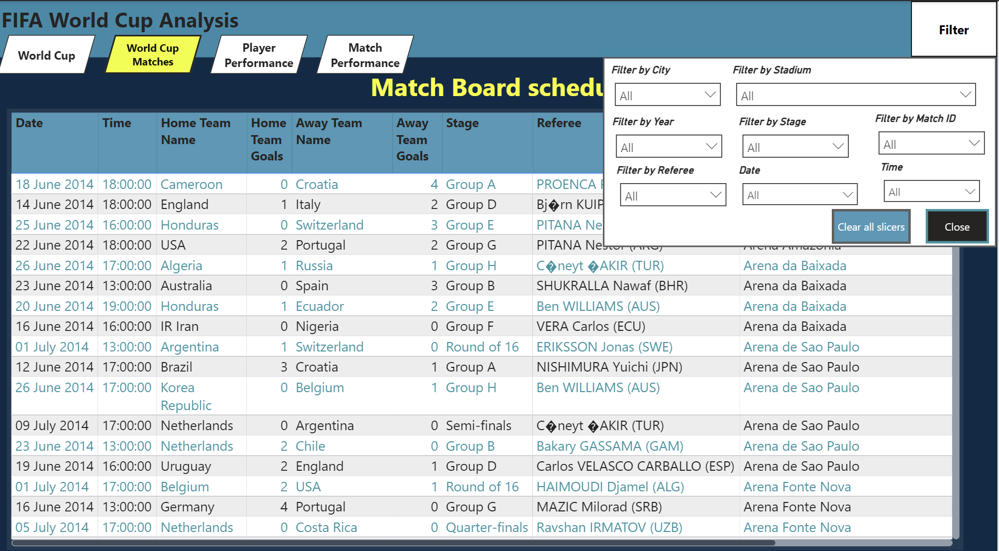 FIFA World Cup Analysis
Filter
World Cup
World Cup
Matches
Player
Performance
Match
Performance
Match Board schedu
Filter by City
Filter by Stadium
All
All
Filter by Year
Filter by Stage
Filter by Match ID
All
All
All
Filter by Referee
Date
Time
All
All
All
Clear all slicers
Close
Date
Time
Home Team
Name
Home
Team
Goals
Away Team
Name
Away
Team
Goals
Stage
Referee
18 June 2014 18:00:00 Cameroon 0 Croatia 4 Group A PROENCA
14 June 2014 18:00:00 England 1 Italy 2 Group D Bj�rn KUIP
25 June 2014 16:00:00 Honduras 0 Switzerland 3 Group E PITANA Ne
22 June 2014 18:00:00 USA 2 Portugal 2 Group G PITANA Nestor (ARG) Arena Amazonia
26 June 2014 17:00:00 Algeria 1 Russia 1 Group H C�neyt �AKIR (TUR) Arena da Baixada
23 June 2014 13:00:00 Australia 0 Spain 3 Group B SHUKRALLA Nawaf (BHR) Arena da Baixada
20 June 2014 19:00:00 Honduras 1 Ecuador 2 Group E Ben WILLIAMS (AUS) Arena da Baixada
16 June 2014 16:00:00 IR Iran 0 Nigeria 0 Group F VERA Carlos (ECU) Arena da Baixada
01 July 2014 13:00:00 Argentina 1 Switzerland 0 Round of 16 ERIKSSON Jonas (SWE) Arena de Sao Paulo
12 June 2014 17:00:00 Brazil 3 Croatia 1 Group A NISHIMURA Yuichi (JPN) Arena de Sao Paulo
26 June 2014 17:00:00 Korea 0 Belgium 1 Group H Ben WILLIAMS (AUS) Arena de Sao Paulo
Republic
09 July 2014 17:00:00 Netherlands 0 Argentina 0 Semi-finals C�neyt �AKIR (TUR) Arena de Sao Paulo
23 June 2014 13:00:00 Netherlands 2 Chile 0 Group B Bakary GASSAMA (GAM) Arena de Sao Paulo
19 June 2014 16:00:00 Uruguay 2 England 1 Group D Carlos VELASCO CARBALLO (ESP) Arena de Sao Paulo
01 July 2014 17:00:00 Belgium 2 USA 1 Round of 16 HAIMOUDI Djamel (ALG) Arena Fonte Nova
16 June 2014 13:00:00 Germany 4 Portugal 0 Group G MAZIC Milorad (SRB) Arena Fonte Nova
05 July 2014 17:00:00 Netherlands 0 Costa Rica 0 Quarter-finals Ravshan IRMATOV (UZB) Arena Fonte Nova